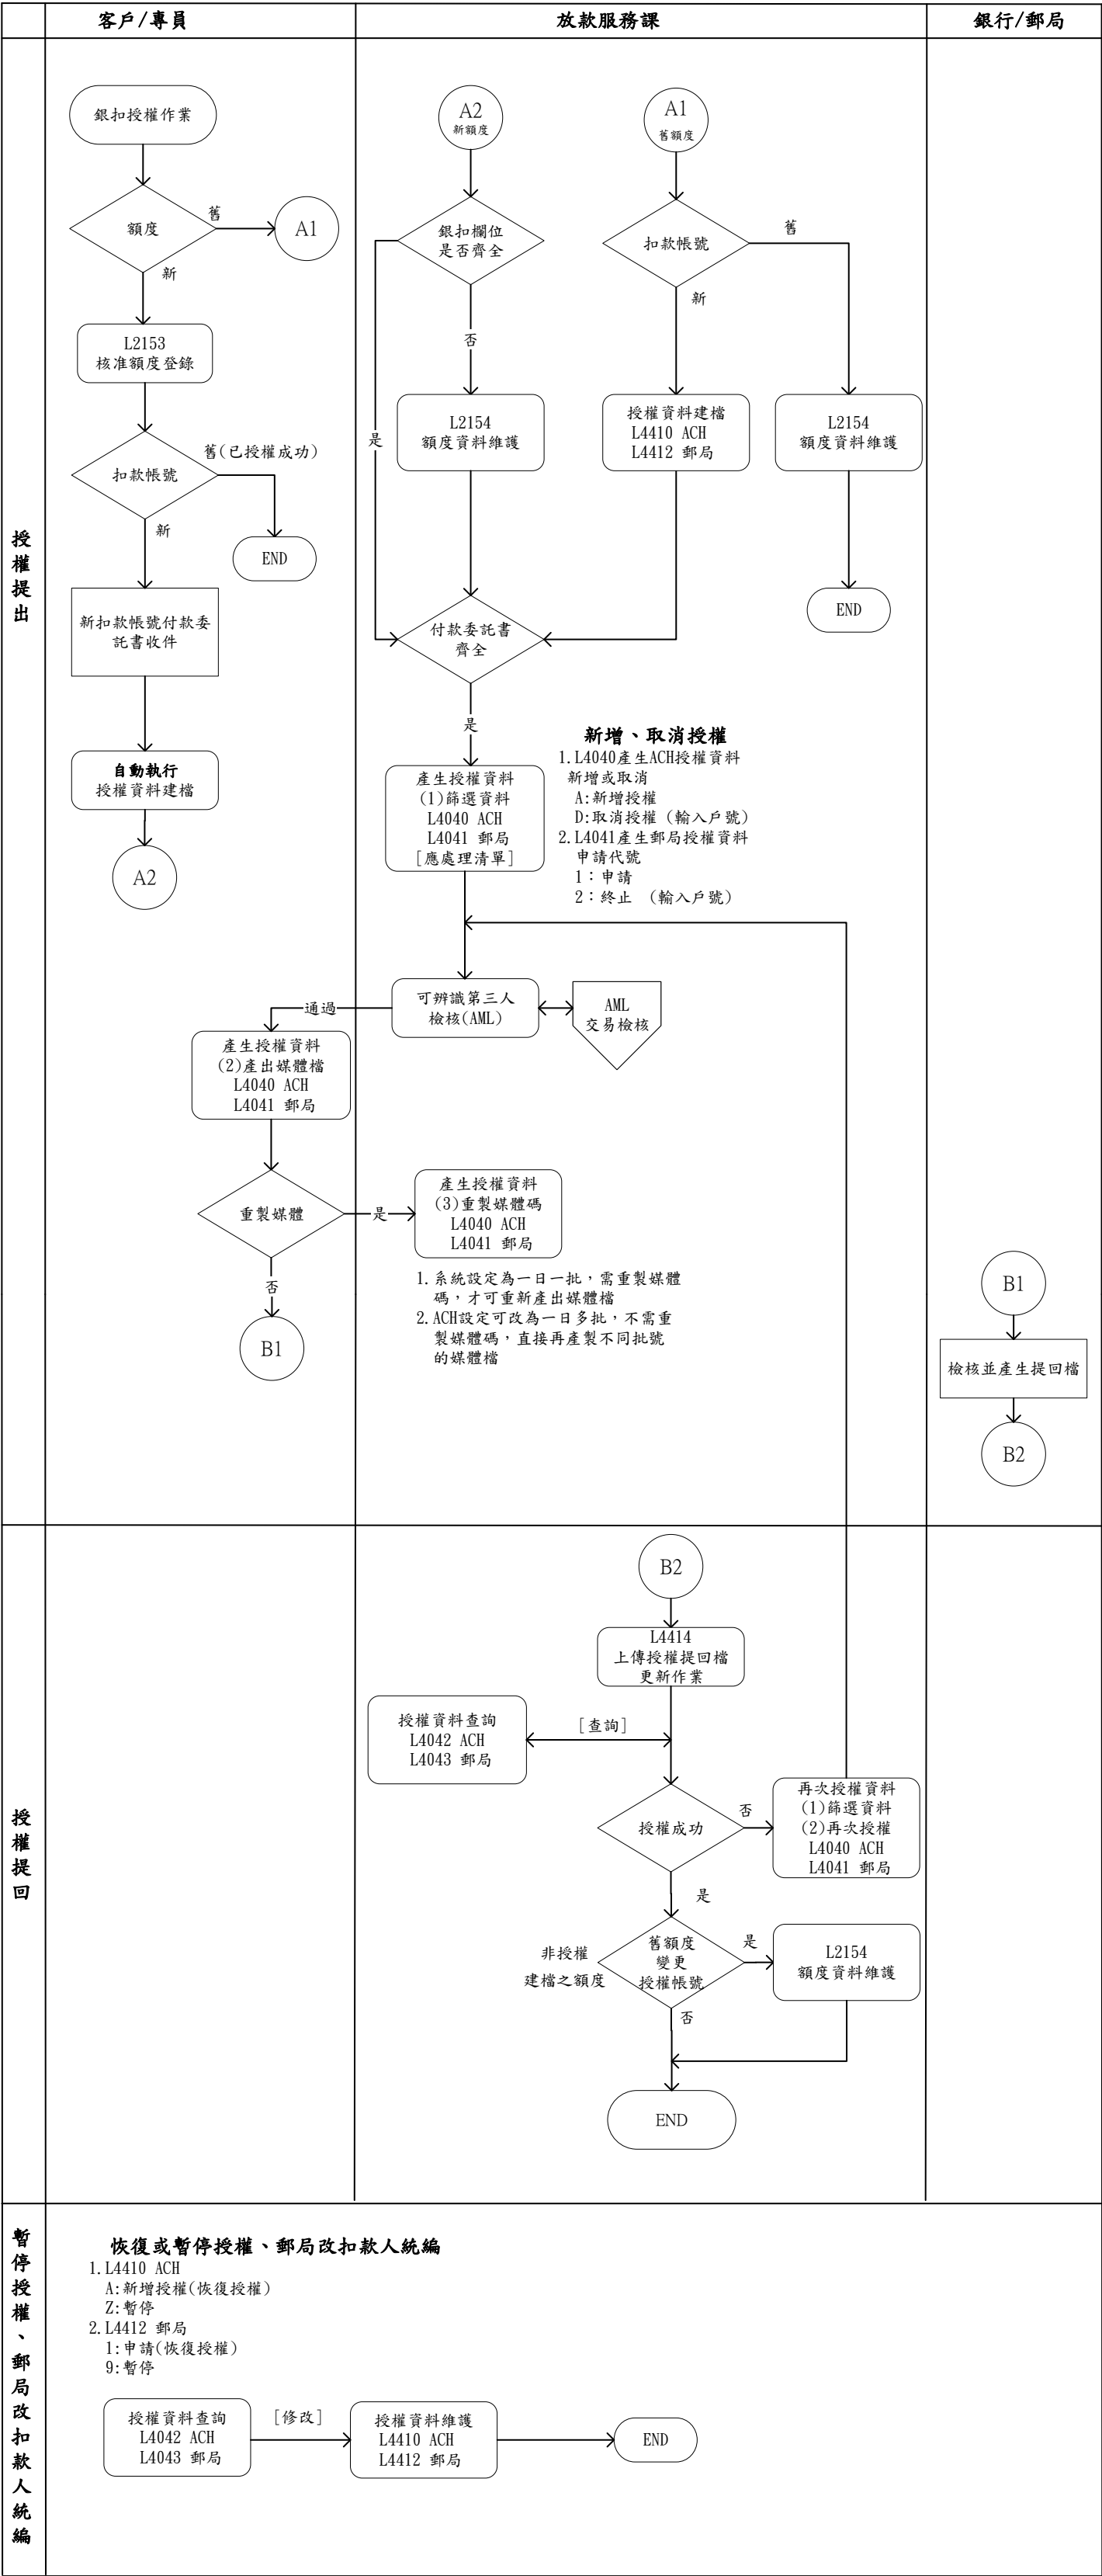 客戶/專員
放款服務課
銀行/郵局
授權提出
銀扣授權作業
額度
舊
A1
新
L2153
核准額度登錄
扣款帳號
舊(已授權成功)
END
新
新扣款帳號付款委
託書收件
自動執行
授權資料建檔
A2
A2
新額度
銀扣欄位
是否齊全
是
否
L2154
額度資料維護
A1
舊額度
扣款帳號
舊
新
授權資料建檔
L4410 ACH
L4412 郵局
L2154
額度資料維護
END
付款委託書
齊全
是
產生授權資料
(1)篩選資料
L4040 ACH
L4041 郵局
[應處理清單]
新增、取消授權
1.L4040產生ACH授權資料
新增或取消
A:新增授權
D:取消授權（輸入戶號）
2.L4041產生郵局授權資料
申請代號
1：申請
2：終止 （輸入戶號）
可辨識第三人
檢核(AML)
AML
交易檢核
通過
產生授權資料
(2)產出媒體檔
L4040 ACH
L4041 郵局
重製媒體
是
產生授權資料
(3)重製媒體碼
L4040 ACH
L4041 郵局
否
B1
1.系統設定為一日一批，需重製媒體
碼，才可重新產出媒體檔
2.ACH設定可改為一日多批，不需重
製媒體碼，直接再產製不同批號
的媒體檔
B1
檢核並產生提回檔
B2
授權提回
B2
L4414
上傳授權提回檔
更新作業
授權資料查詢
L4042 ACH
L4043 郵局
[查詢]
授權成功
否
再次授權資料
(1)篩選資料
(2)再次授權
L4040 ACH
L4041 郵局
是
非授權
建檔之額度
舊額度
變更
授權帳號
是
L2154
額度資料維護
否
END
暫停授權、郵局改扣款人統編
恢復或暫停授權、郵局改扣款人統編
1.L4410 ACH
A:新增授權(恢復授權)
Z:暫停
2.L4412 郵局
1:申請(恢復授權)
9:暫停
授權資料查詢
L4042 ACH
L4043 郵局
[修改]
授權資料維護
L4410 ACH
L4412 郵局
END